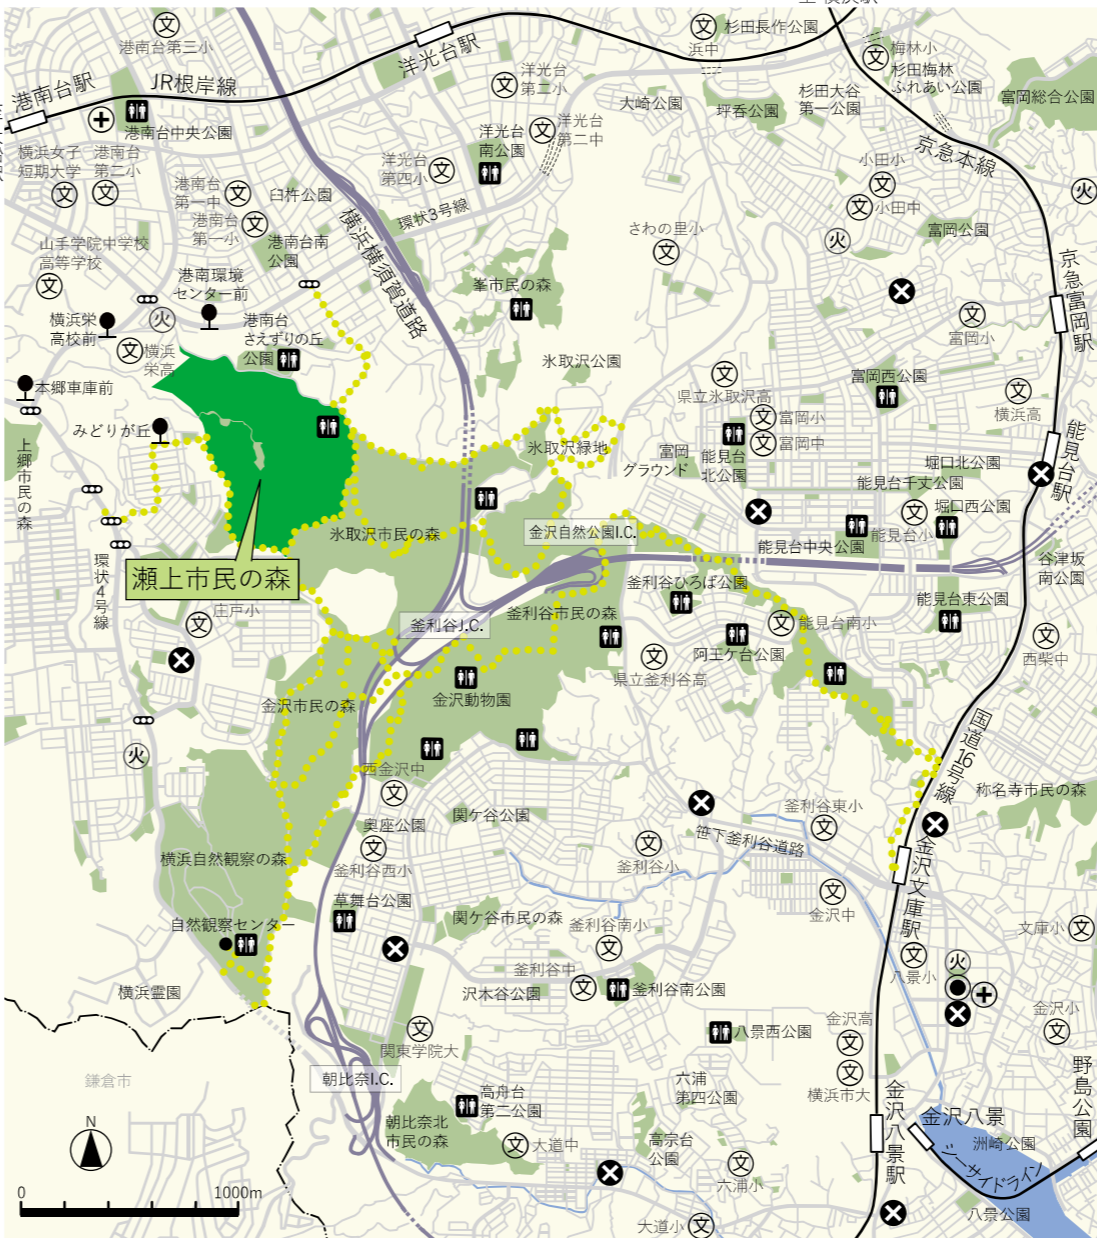 港南台第三小
港南台駅
JR根岸線
洋光台駅
港南台中央公園
横浜女子
短期大学
港南台
第二小
港南台
第一中
港南台
第一小
臼杵公園
港南台南
公園
山手学院中学校
高等学校
港南環境
センター前
横浜栄
高校前
火
横浜
栄高
港南台
さえずりの丘
公園
本郷車庫前
みどりが丘
上郷市民の森
環状4号線
瀬上市民の森
庄戸小
洋光台
第二小
洋光台
南公園
洋光台
第二中
洋光台
第四小
環状3号線
横浜横須賀道路
峯市民の森
氷取沢公園
氷取沢緑地
氷取沢市民の森
浜中
杉田長作公園
梅林小
杉田梅林
ふれあい公園
大崎公園
坪呑公園
杉田大谷
第一公園
富岡総合公園
京急本線
小田小
小田中
富岡公園
火
火
さわの里小
京急富岡駅
富岡小
富岡西公園
横浜高
県立氷取沢高
富岡小
富岡中
富岡
グラウンド
能見台
北公園
能見台駅
堀口北公園
能見台千丈公園
能見台小
堀口西公園
能見台中央公園
谷津坂
南公園
能見台東公園
西柴中
金沢自然公園I.C.
釜利谷ひろば公園
釜利谷市民の森
能見台南小
阿王ケ台公園
県立釜利谷高
釜利谷J.C.
金沢動物園
金沢市民の森
西金沢中
奥座公園
関ケ谷公園
釜利谷西小
草舞台公園
横浜自然観察の森
自然観察センター
横浜霊園
火
国道16号線
称名寺市民の森
釜利谷東小
笹下釜利谷道路
釜利谷小
金沢文庫駅
金沢中
文庫小
八景小
火
金沢小
関ケ谷市民の森
釜利谷南小
釜利谷中
釜利谷南公園
沢木谷公園
関東学院大
八景西公園
金沢高
横浜市大
朝比奈I.C.
高舟台
第二公園
朝比奈北
市民の森
大道中
六浦
第四公園
高宗台
公園
六浦小
大道小
金沢八景駅
金沢八景
シーサイドライン
洲崎公園
野島公園
八景公園
鎌倉市
N
0
1000m